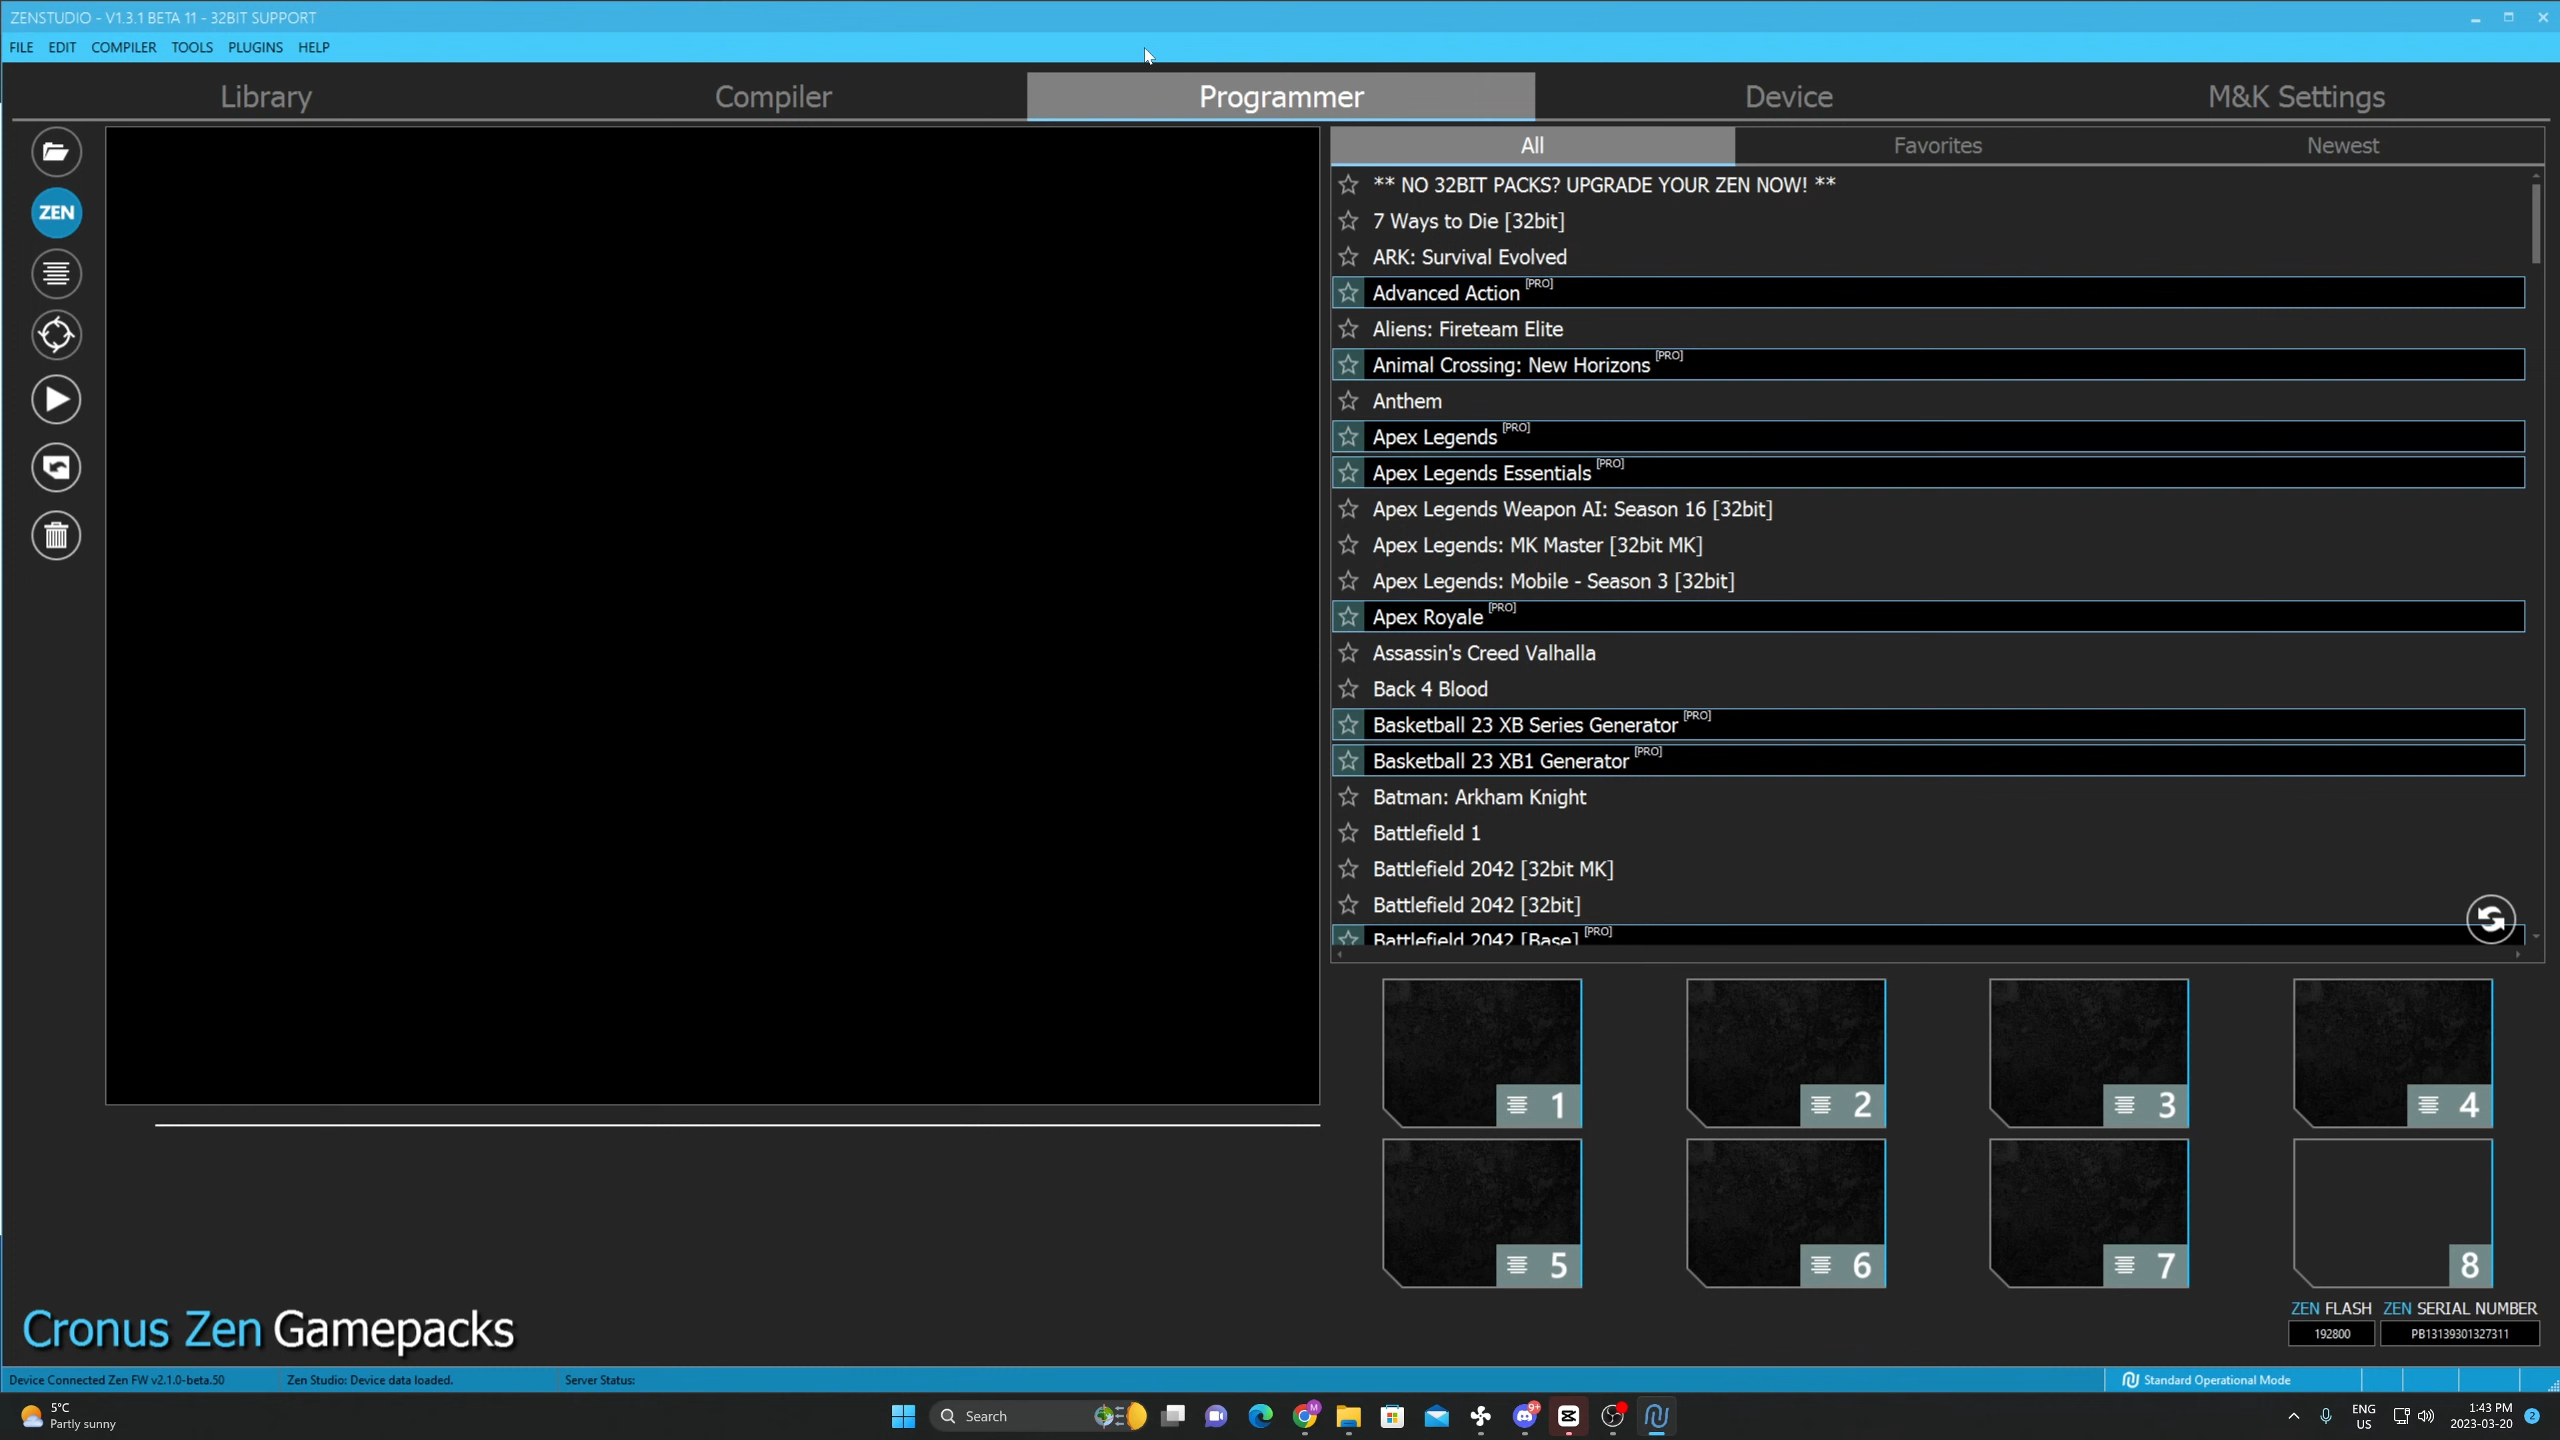 ZENSTUDIO - V1.3.1 BETA 11 - 32BIT SUPPORT
FILE EDIT COMPILER TOOLS PLUGINS HELP
Library Compiler Programmer Device M&K Settings
ZEN
All Favorites Newest
** NO 32BIT PACKS? UPGRADE YOUR ZEN NOW! **
7 Ways to Die [32bit]
ARK: Survival Evolved
Advanced Action [PRO]
Aliens: Fireteam Elite
Animal Crossing: New Horizons [PRO]
Anthem
Apex Legends [PRO]
Apex Legends Essentials [PRO]
Apex Legends Weapon AI: Season 16 [32bit]
Apex Legends: MK Master [32bit MK]
Apex Legends: Mobile - Season 3 [32bit]
Apex Royale [PRO]
Assassin's Creed Valhalla
Back 4 Blood
Basketball 23 XB Series Generator [PRO]
Basketball 23 XB1 Generator [PRO]
Batman: Arkham Knight
Battlefield 1
Battlefield 2042 [32bit MK]
Battlefield 2042 [32bit]
Battlefield 2042 [Base] [PRO]
1 2 3 4
5 6 7 8
Cronus Zen Gamepacks
ZEN FLASH ZEN SERIAL NUMBER
192800 PB13139301327311
Device Connected Zen FW v2.1.0-beta.50 Zen Studio: Device data loaded. Server Status: Standard Operational Mode
5°C
Partly sunny
Search
M
9+
ENG
US
1:43 PM
2023-03-20
2